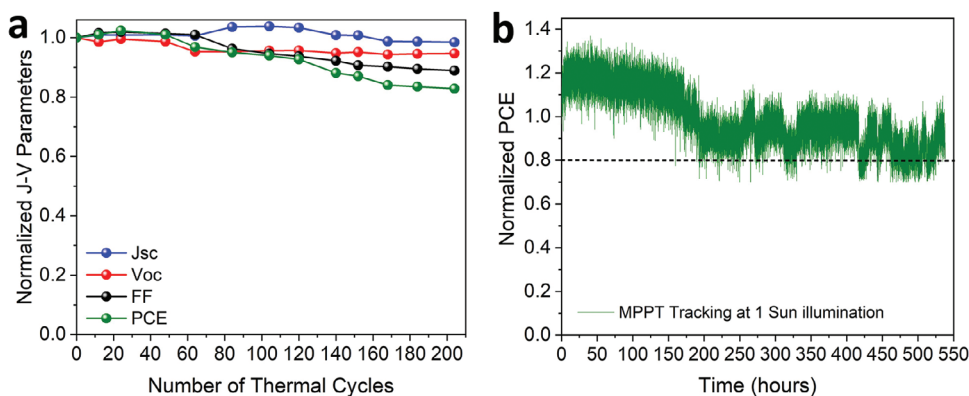 a
Normalized J-V Parameters
1.0
0.8
0.6
0.4
0.2
0.0
Jsc
Voc
FF
PCE
0 20 40 60 80 100 120 140 160 180 200
Number of Thermal Cycles
b
Normalized PCE
1.4
1.2
1.0
0.8
0.6
0.4
0.2
0.0
MPPT Tracking at 1 Sun illumination
0 50 100 150 200 250 300 350 400 450 500 550
Time (hours)